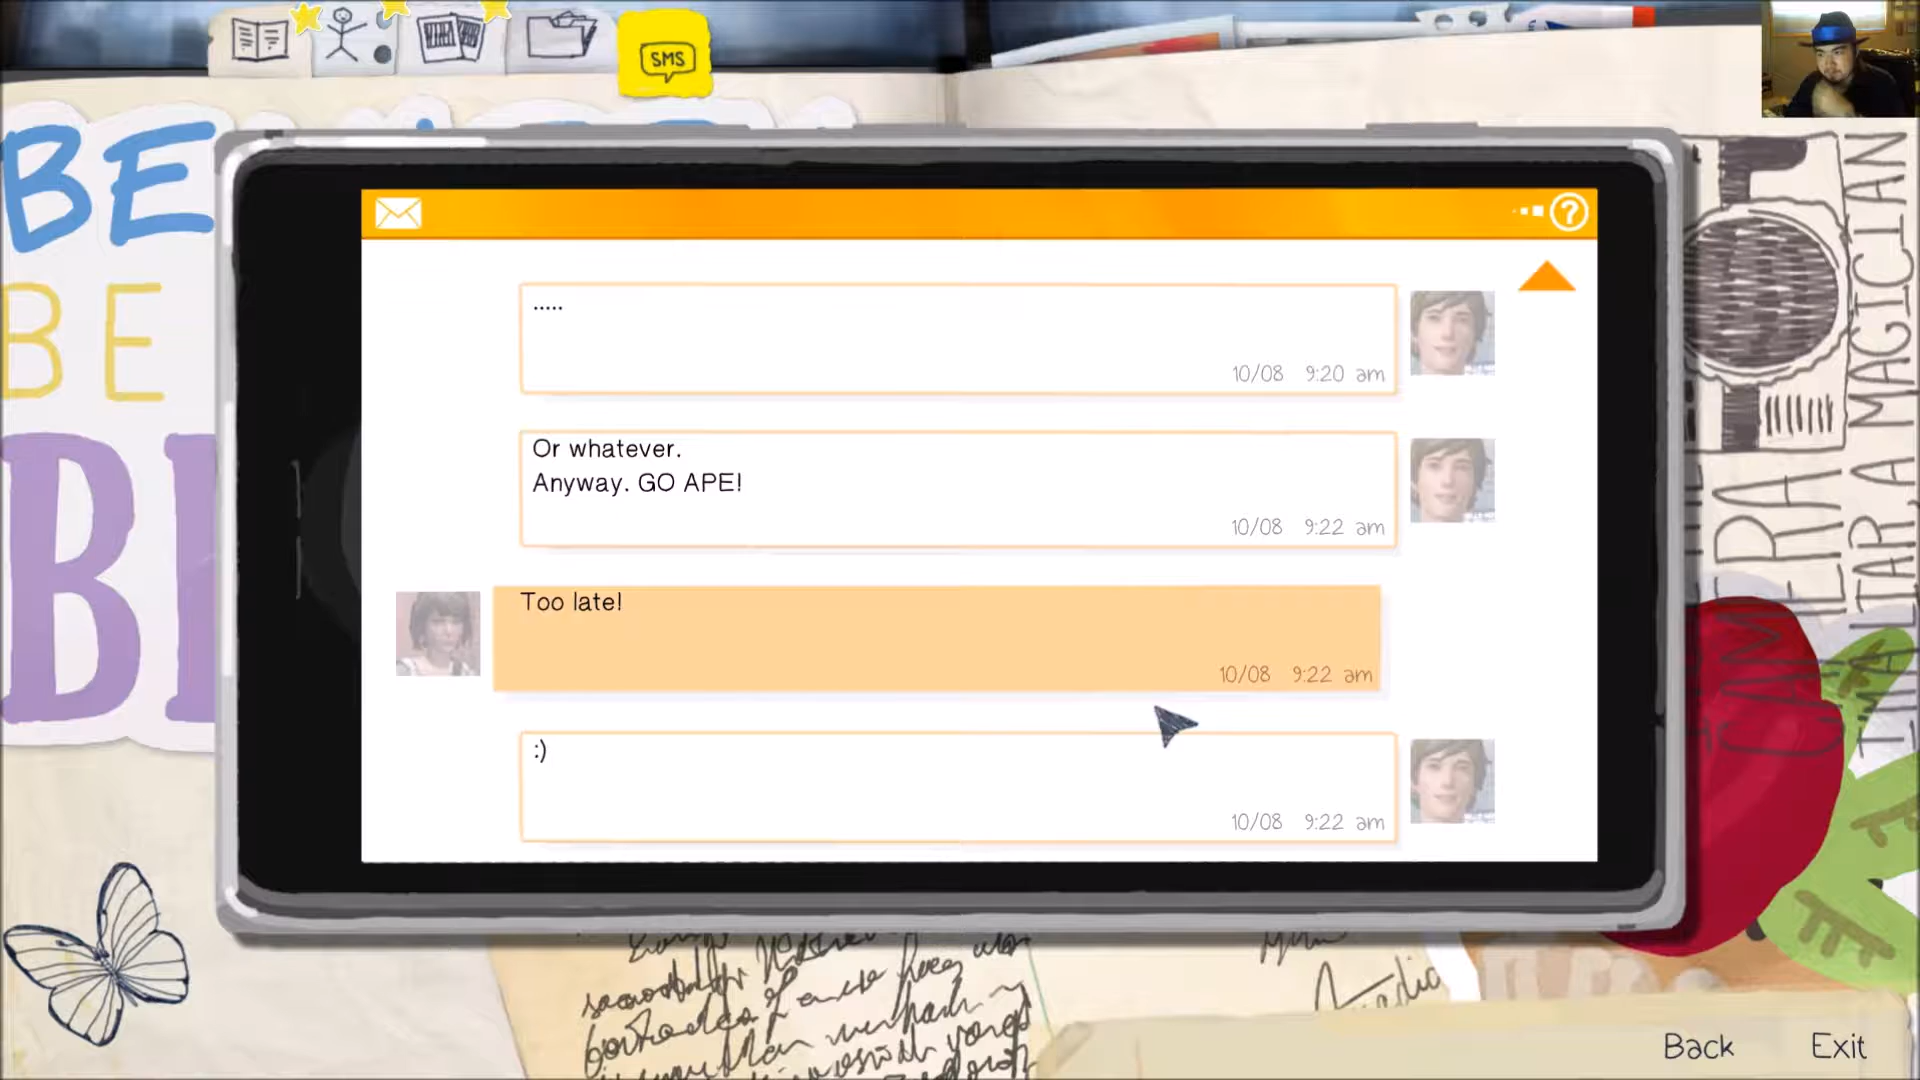 SMS
BE
BE
.....
10/08 9:20 am
Or whatever.
Anyway. GO APE!
10/08 9:22 am
Too late!
10/08 9:22 am
:)
10/08 9:22 am
CAMERA
A MAGICIAN
Back
Exit